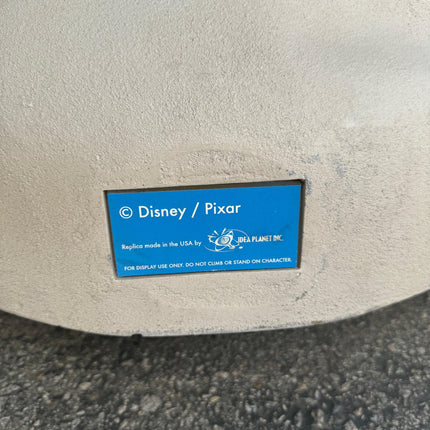 © Disney / Pixar
Replica made in the USA by IDEA PLANET INC.
FOR DISPLAY USE ONLY. DO NOT CLIMB OR STAND ON CHARACTER.